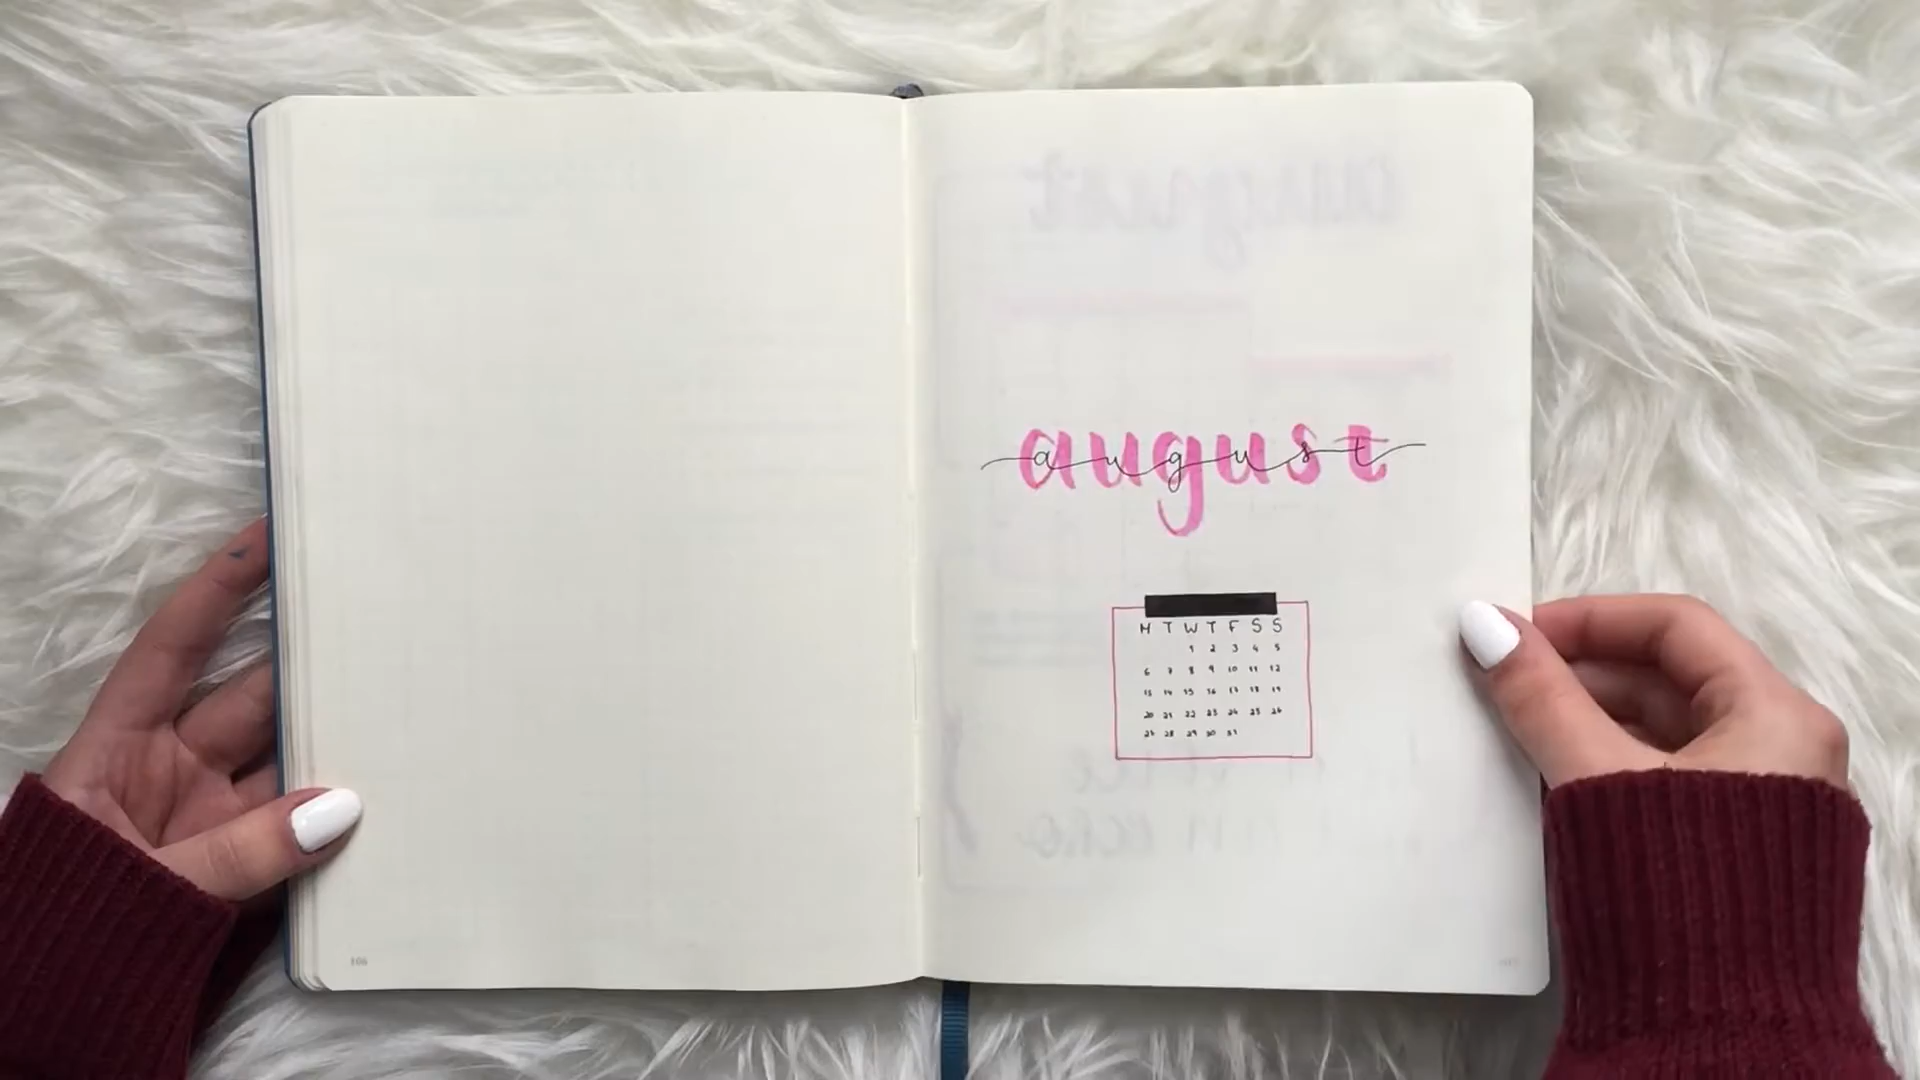 august
august
M T W T F S S
1 2 3 4 5
6 7 8 9 10 11 12
13 14 15 16 17 18 19
20 21 22 23 24 25 26
27 28 29 30 31
106